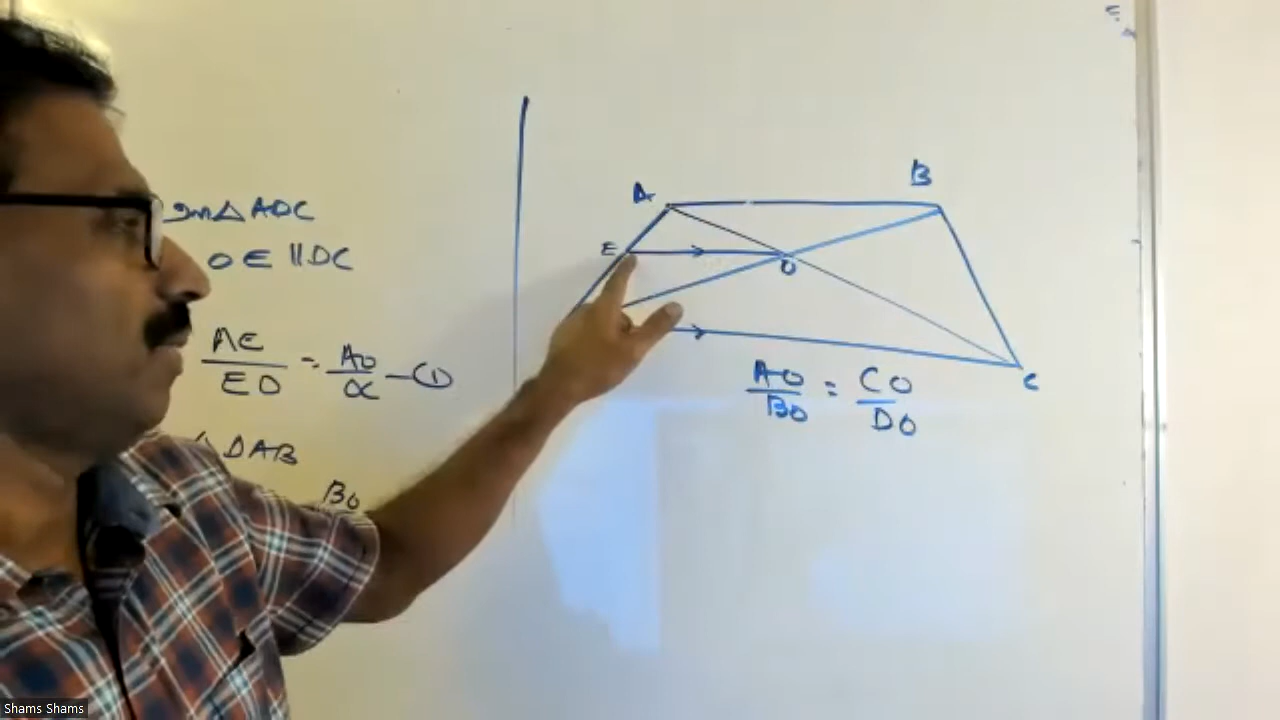 In △ ADC
OE || DC
AE/ED = AO/OC — ①
△ DAB
BO
A
B
E
O
C
AO/BO = CO/DO
Shams Shams